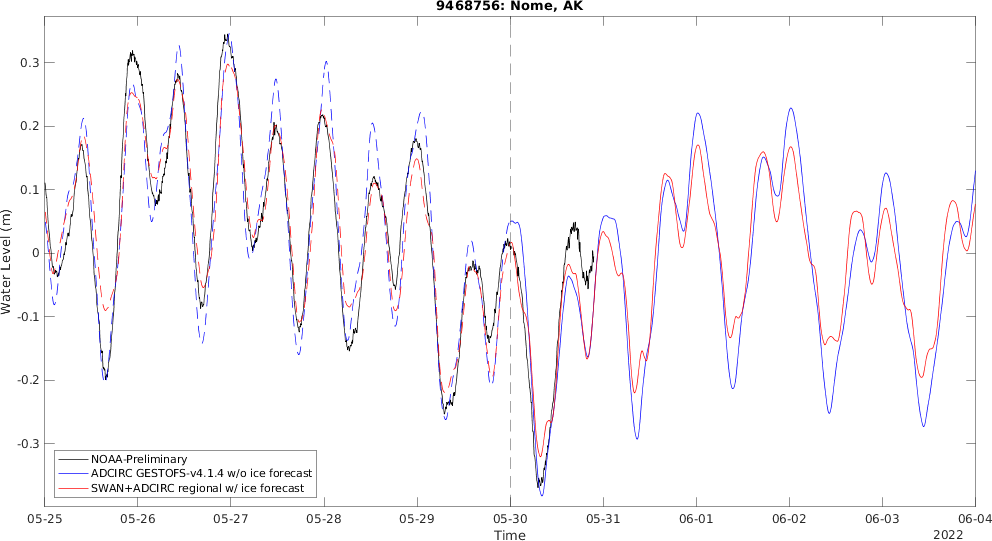 9468756: Nome, AK
Water Level (m)
0.3
0.2
0.1
0
-0.1
-0.2
-0.3
NOAA-Preliminary
ADCIRC GESTOFS-v4.1.4 w/o ice forecast
SWAN+ADCIRC regional w/ ice forecast
05-25 05-26 05-27 05-28 05-29 05-30 05-31 06-01 06-02 06-03 06-04
Time
2022